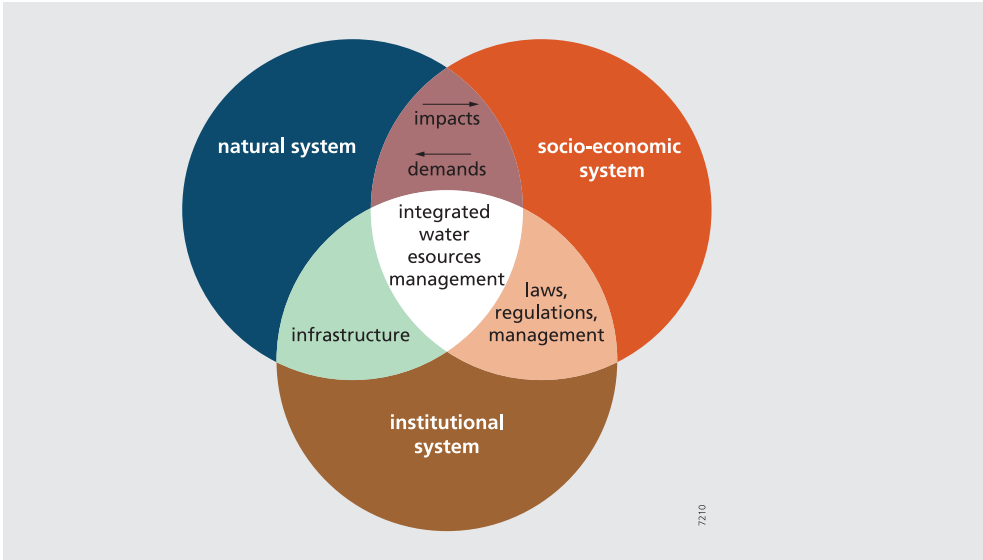 impacts
natural system
socio-economic
system
demands
integrated
water
esources
management
laws,
regulations,
management
infrastructure
institutional
system
7210